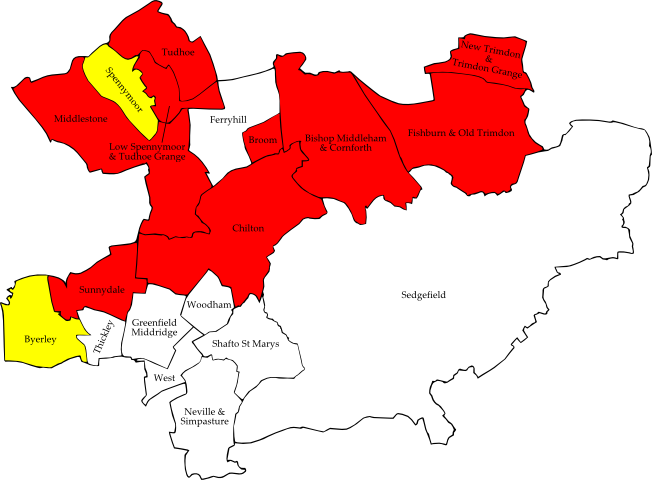 Tudhoe
New Trimdon
&
Trimdon Grange
Spennymoor
Middlestone
Ferryhill
Low Spennymoor
& Tudhoe Grange
Broom
Bishop Middleham
& Cornforth
Fishburn & Old Trimdon
Chilton
Sunnydale
Sedgefield
Woodham
Byerley
Thickley
Greenfield
Middridge
Shafto St Marys
West
Neville &
Simpasture